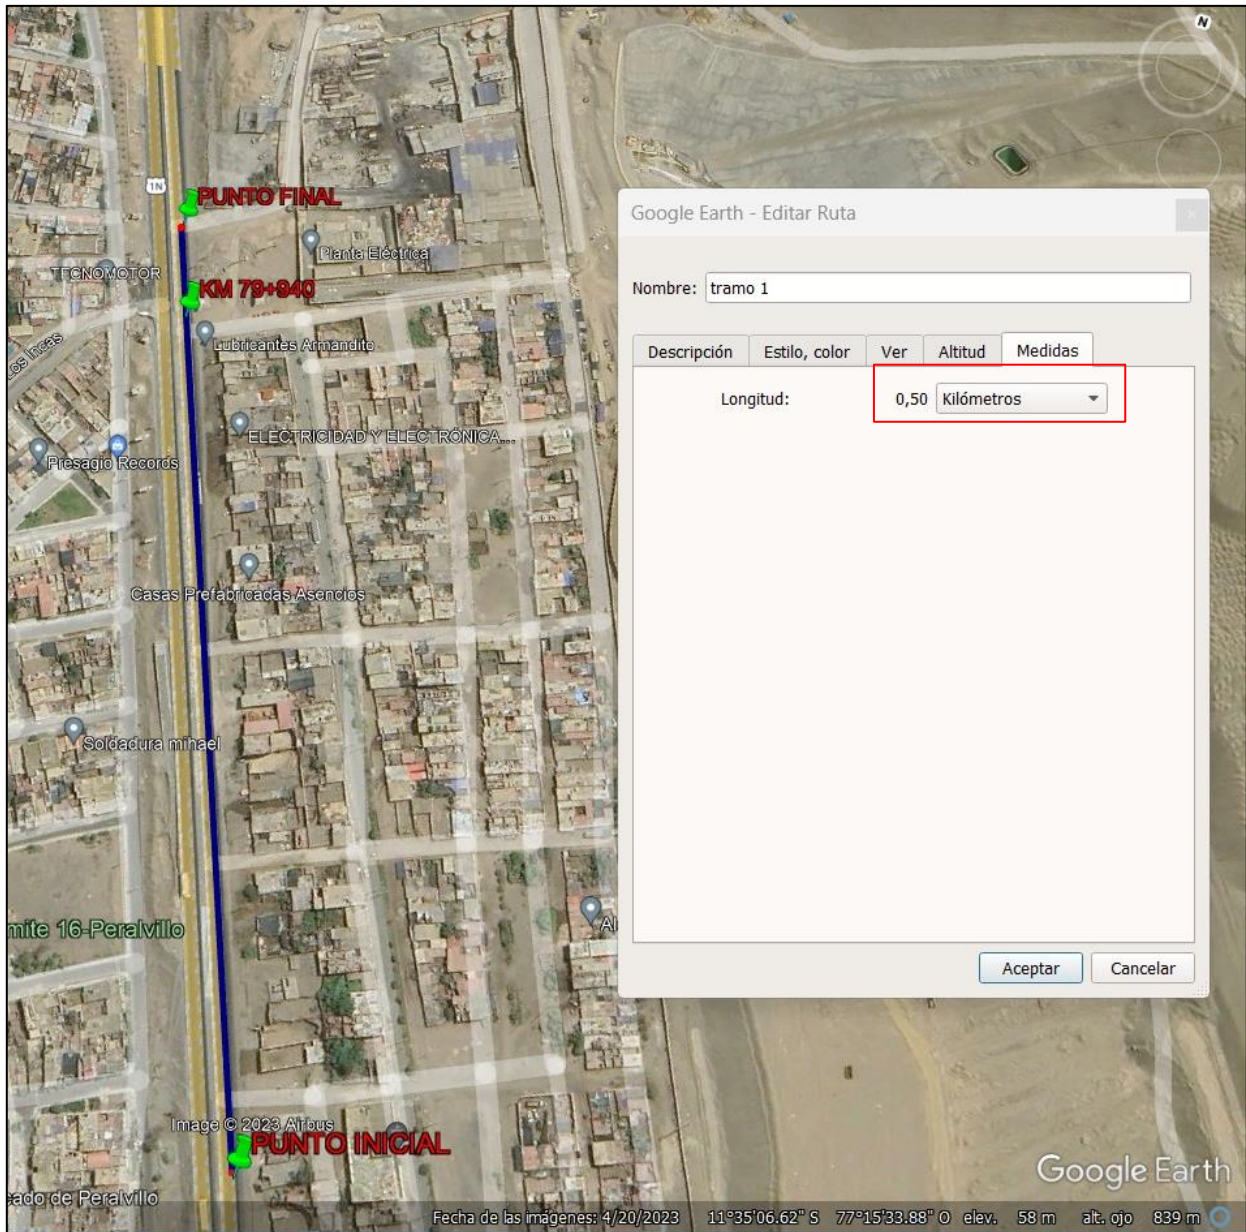 N
1N
PUNTO FINAL
Planta Eléctrica
TECNOMOTOR
KM 79+940
Los Incas
Lubricantes Armandito
ELECTRICIDAD Y ELECTRÓNICA...
Presagio Records
Casas Prefabricadas Asencios
Soldadura mihael
mite 16-Peralvillo
Al
Image © 2023 Airbus
PUNTO INICIAL
ado de Peralvillo
Google Earth
Fecha de las imágenes: 4/20/2023 11°35'06.62" S 77°15'33.88" O elev. 58 m alt. ojo 839 m
Google Earth - Editar Ruta
Nombre: tramo 1
Descripción Estilo, color Ver Altitud Medidas
Longitud: 0,50 Kilómetros
Aceptar Cancelar